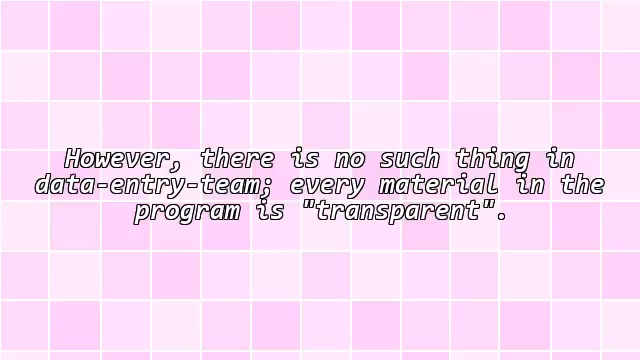 However, there is no such thing in
data-entry-team; every material in the
program is "transparent".